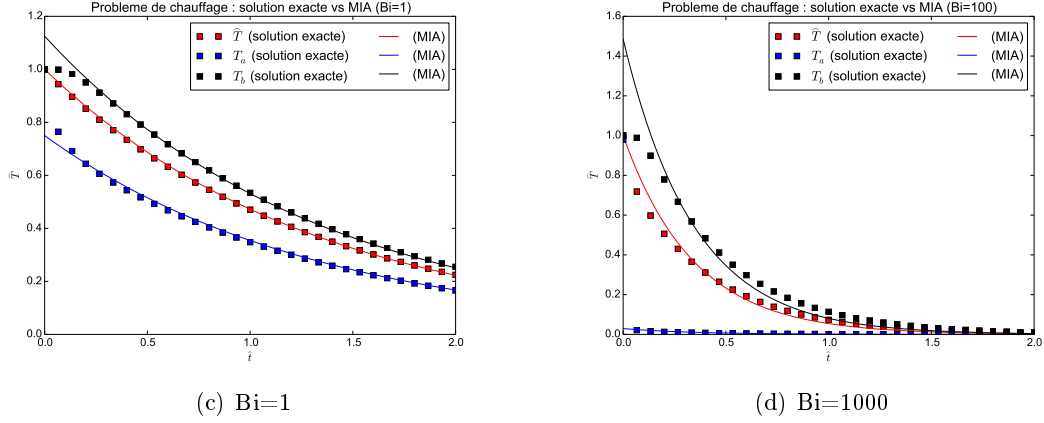 Probleme de chauffage : solution exacte vs MIA (Bi=1)
1.2
1.0
0.8
0.6
0.4
0.2
0.0
T̂
T̂ (solution exacte) (MIA)
T_a (solution exacte) (MIA)
T_b (solution exacte) (MIA)
0.0 0.5 1.0 1.5 2.0
t̂
(c) Bi=1
Probleme de chauffage : solution exacte vs MIA (Bi=100)
1.6
1.4
1.2
1.0
0.8
0.6
0.4
0.2
0.0
T̂
T̂ (solution exacte) (MIA)
T_a (solution exacte) (MIA)
T_b (solution exacte) (MIA)
0.0 0.5 1.0 1.5 2.0
t̂
(d) Bi=1000